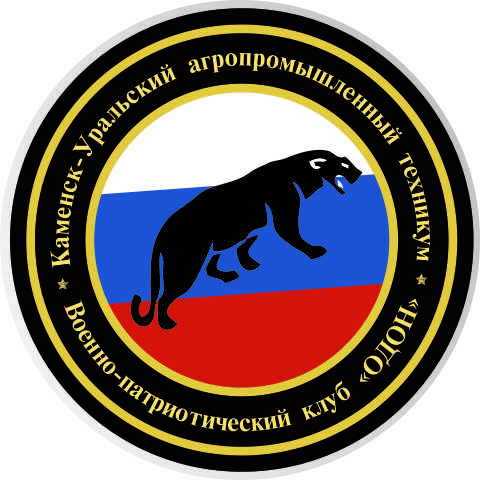 Каменск-Уральский агропромышленный техникум
Военно-патриотический клуб «ОДОН»